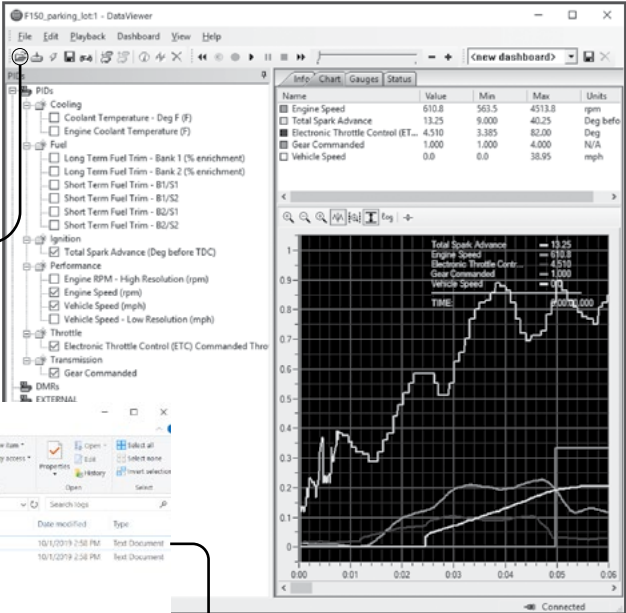 F150_parking_lot:1 - DataViewer
File Edit Playback Dashboard View Help
<new dashboard>
PIDs
Cooling
Coolant Temperature - Deg F (F)
Engine Coolant Temperature (F)
Fuel
Long Term Fuel Trim - Bank 1 (% enrichment)
Long Term Fuel Trim - Bank 2 (% enrichment)
Short Term Fuel Trim - B1/S1
Short Term Fuel Trim - B1/S2
Short Term Fuel Trim - B2/S1
Short Term Fuel Trim - B2/S2
Ignition
Total Spark Advance (Deg before TDC)
Performance
Engine RPM - High Resolution (rpm)
Engine Speed (rpm)
Vehicle Speed (mph)
Vehicle Speed - Low Resolution (mph)
Throttle
Electronic Throttle Control (ETC) Commanded Thro
Transmission
Gear Commanded
DMRs
EXTERNAL
Info Chart Gauges Status
Name Value Min Max Units
Engine Speed 610.8 563.5 4513.8 rpm
Total Spark Advance 13.25 9.000 40.25 Deg befo
Electronic Throttle Control (ET... 4.510 3.385 82.00 Deg
Gear Commanded 1.000 1.000 4.000 N/A
Vehicle Speed 0.0 0.0 38.95 mph
log
Total Spark Advance 13.25
Engine Speed 610.8
Electronic Throttle Contr... 4.510
Gear Commanded 1.000
Vehicle Speed
TIME:
1
0.9
0.8
0.7
0.6
0.5
0.4
0.3
0.2
0.1
0
0:00 0:01 0:02 0:03 0:04 0:05 0:06
Connected
Properties
Open
Edit
History
Open
Select all
Select none
Invert selection
Select
Search logs
Date modified Type
10/1/2019 2:58 PM Text Document
10/1/2019 2:58 PM Text Document